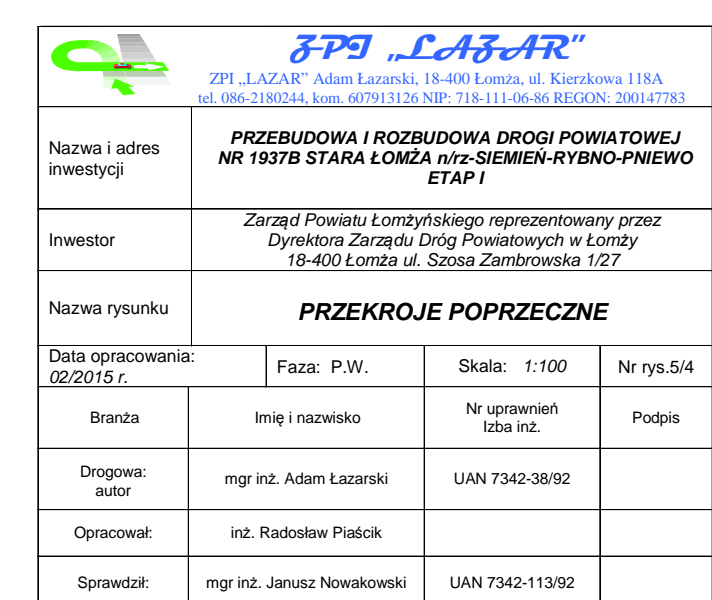 ZPI „LAZAR"
ZPI „LAZAR” Adam Łazarski, 18-400 Łomża, ul. Kierzkowa 118A
tel. 086-2180244, kom. 607913126 NIP: 718-111-06-86 REGON: 200147783
Nazwa i adres
inwestycji
PRZEBUDOWA I ROZBUDOWA DROGI POWIATOWEJ
NR 1937B STARA ŁOMŻA n/rz-SIEMIEŃ-RYBNO-PNIEWO
ETAP I
Inwestor
Zarząd Powiatu Łomżyńskiego reprezentowany przez
Dyrektora Zarządu Dróg Powiatowych w Łomży
18-400 Łomża ul. Szosa Zambrowska 1/27
Nazwa rysunku
PRZEKROJE POPRZECZNE
Data opracowania:
02/2015 r.
Faza: P.W.
Skala: 1:100
Nr rys.5/4
Branża
Imię i nazwisko
Nr uprawnień
Izba inż.
Podpis
Drogowa:
autor
mgr inż. Adam Łazarski
UAN 7342-38/92
Opracował:
inż. Radosław Piaścik
Sprawdził:
mgr inż. Janusz Nowakowski
UAN 7342-113/92